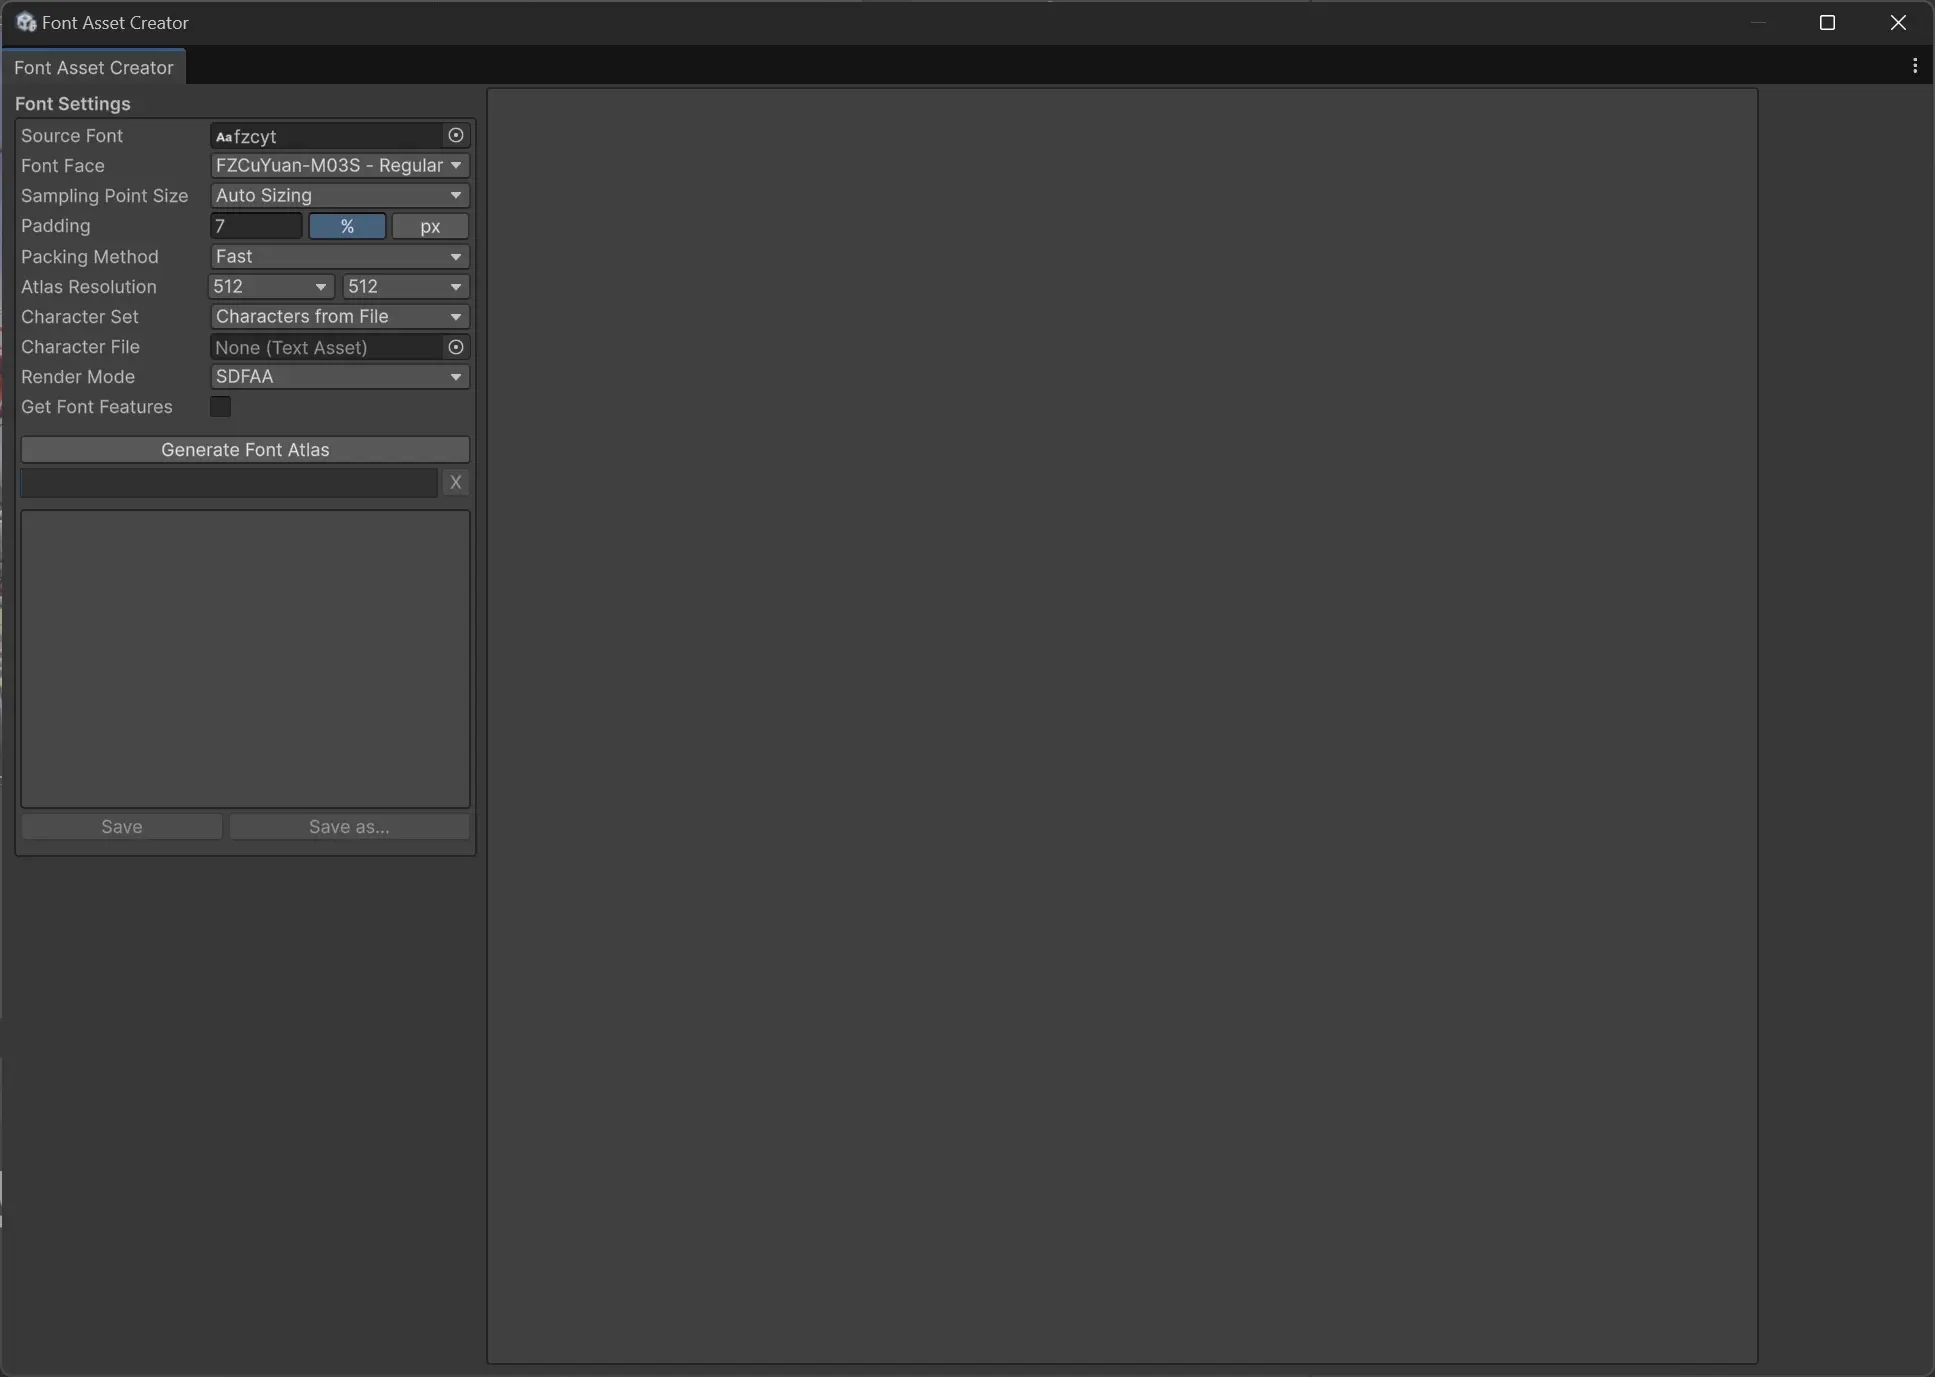 Font Asset Creator
Font Asset Creator
Font Settings
Source Font Aa fzcyt
Font Face FZCuYuan-M03S - Regular
Sampling Point Size Auto Sizing
Padding 7 % px
Packing Method Fast
Atlas Resolution 512 512
Character Set Characters from File
Character File None (Text Asset)
Render Mode SDFAA
Get Font Features
Generate Font Atlas
X
Save Save as...